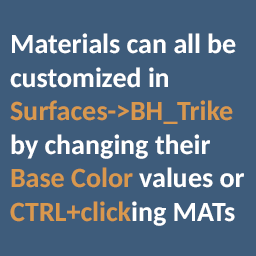 Materials can all be
customized in
Surfaces->BH_Trike
by changing their
Base Color values or
CTRL+clicking MATs